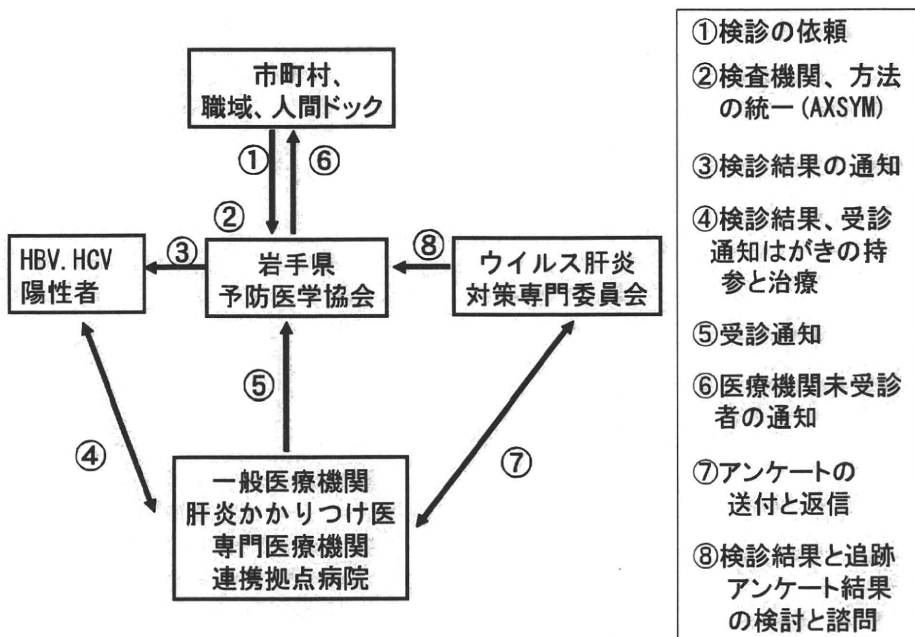 市町村、
職域、人間ドック
①
⑥
②
HBV.HCV
陽性者
③
岩手県
予防医学協会
⑧
ウイルス肝炎
対策専門委員会
⑤
④
⑦
一般医療機関
肝炎かかりつけ医
専門医療機関
連携拠点病院
①検診の依頼
②検査機関、方法
の統一(AXSYM)
③検診結果の通知
④検診結果、受診
通知はがきの持
参と治療
⑤受診通知
⑥医療機関未受診
者の通知
⑦アンケートの
送付と返信
⑧検診結果と追跡
アンケート結果
の検討と諮問